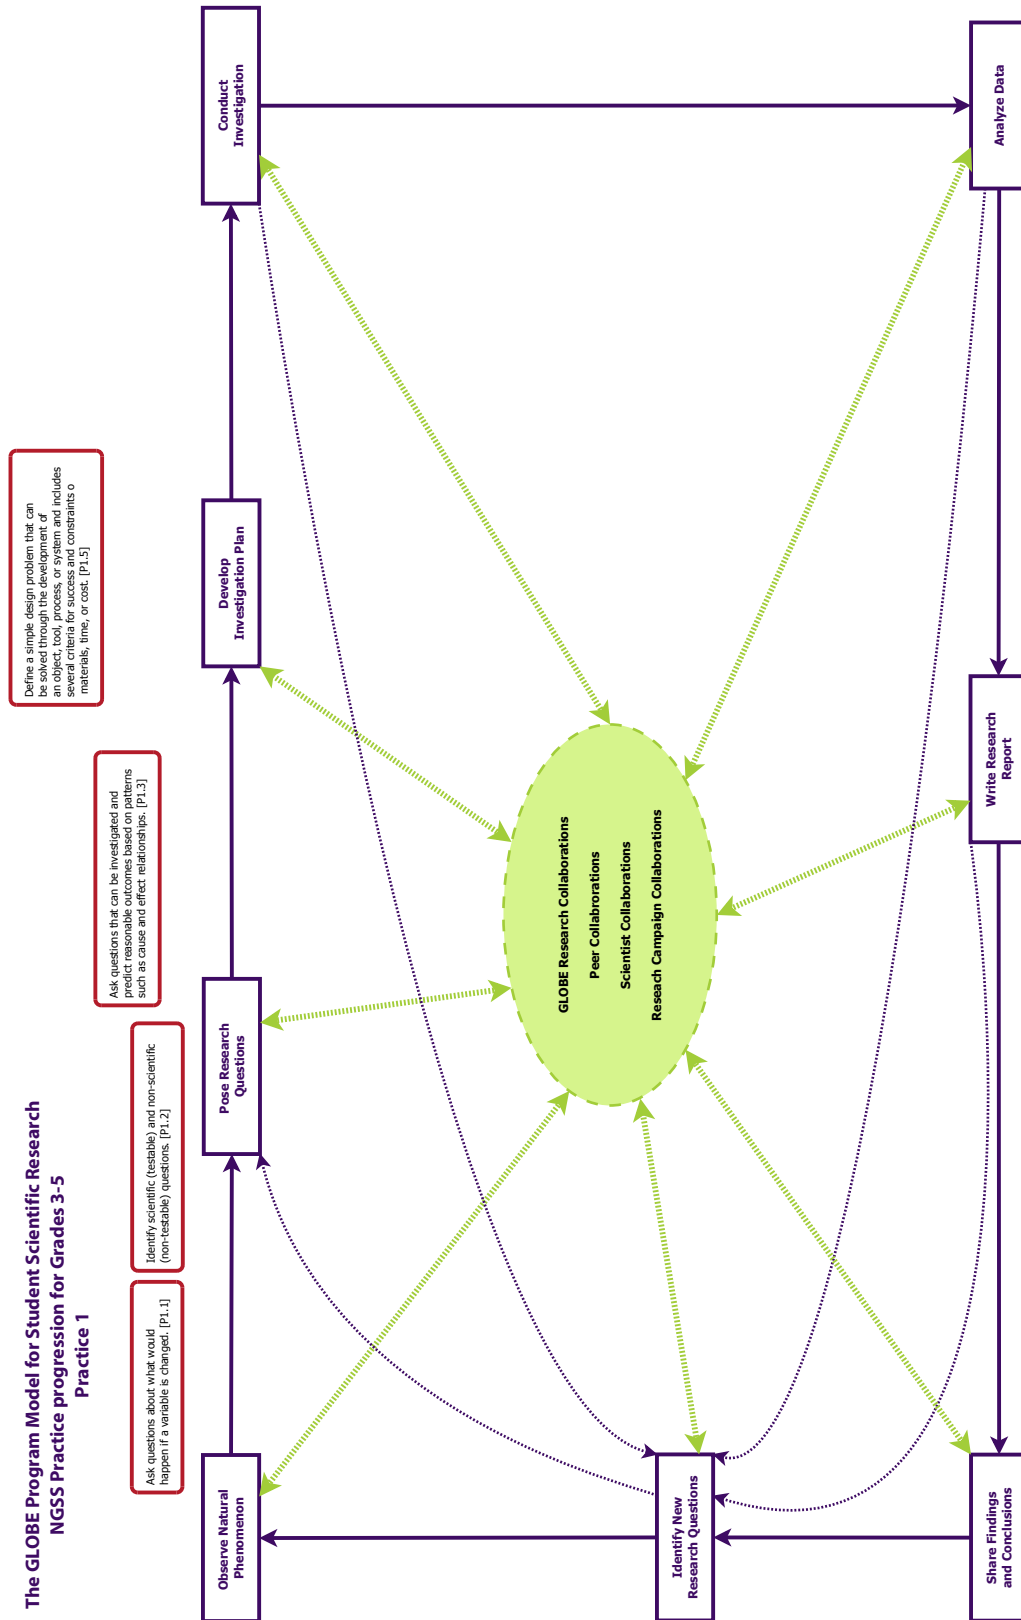 The GLOBE Program Model for Student Scientific Research
NGSS Practice progression for Grades 3-5
Practice 1
Ask questions about what would
happen if a variable is changed. [P1.1]
Identify scientific (testable) and non-scientific
(non-testable) questions. [P1.2]
Ask questions that can be investigated and
predict reasonable outcomes based on patterns
such as cause and effect relationships. [P1.3]
Define a simple design problem that can
be solved through the development of
an object, tool, process, or system and includes
several criteria for success and constraints o
materials, time, or cost. [P1.5]
Observe Natural
Phenomenon
Pose Research
Questions
Develop
Investigation Plan
Conduct
Investigation
GLOBE Research Collaborations
Peer Collabrorations
Scientist Collaborations
Reseach Campaign Collaborations
Identify New
Research Questions
Share Findings
and Conclusions
Write Research
Report
Analyze Data